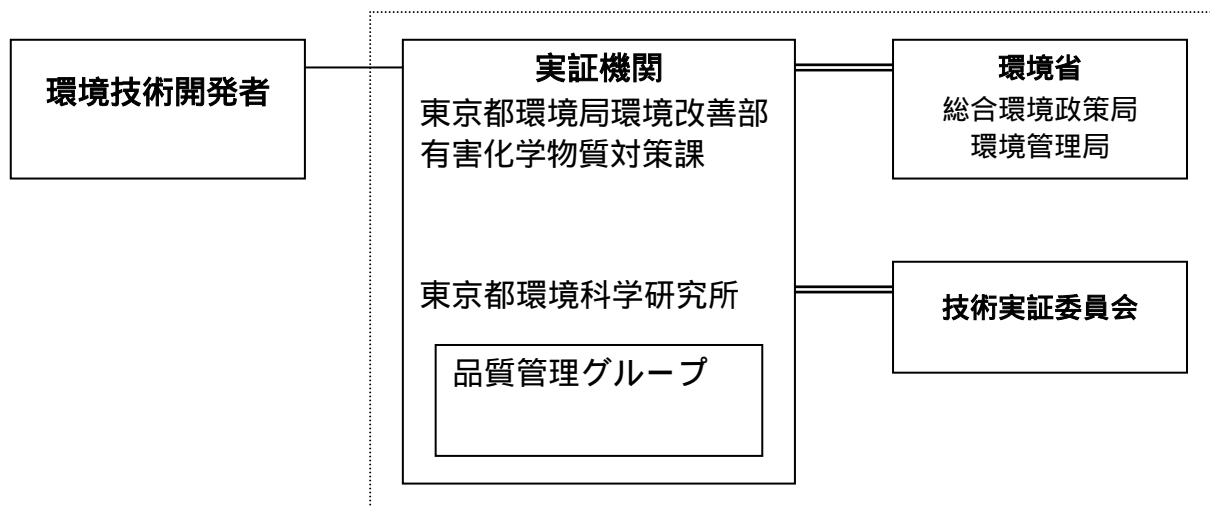 環境技術開発者
実証機関
東京都環境局環境改善部
有害化学物質対策課
東京都環境科学研究所
品質管理グループ
環境省
総合環境政策局
環境管理局
技術実証委員会